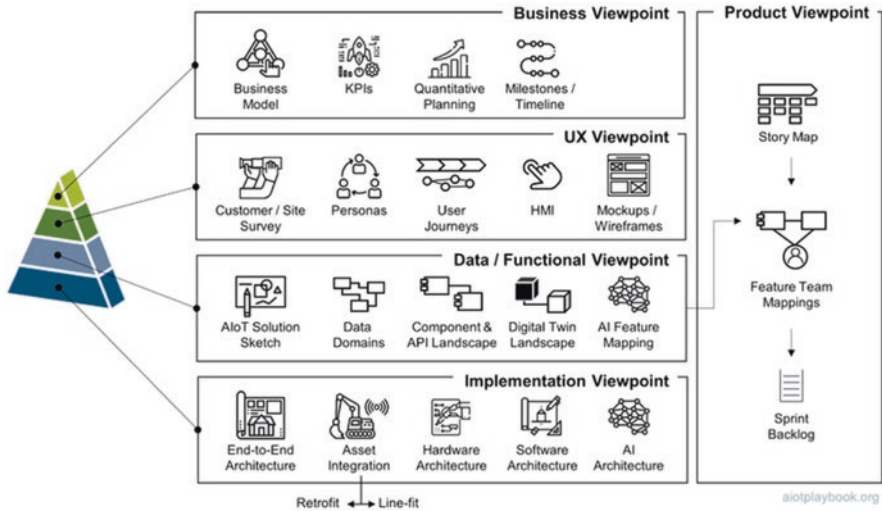 Business Viewpoint
Business
Model
KPIs
Quantitative
Planning
Milestones /
Timeline
UX Viewpoint
Customer / Site
Survey
Personas
User
Journeys
HMI
Mockups /
Wireframes
Data / Functional Viewpoint
AIoT Solution
Sketch
Data
Domains
Component &
API Landscape
Digital Twin
Landscape
AI Feature
Mapping
Implementation Viewpoint
End-to-End
Architecture
Asset
Integration
Hardware
Architecture
Software
Architecture
AI
Architecture
Retrofit
Line-fit
Product Viewpoint
Story Map
Feature Team
Mappings
Sprint
Backlog
aiotplaybook.org